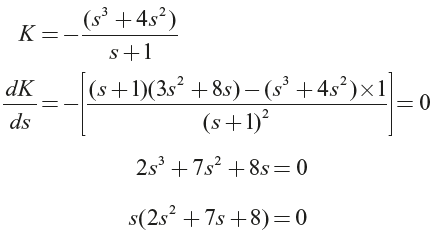 K = −(s³ + 4s²)/(s + 1)
dK/ds = −[((s + 1)(3s² + 8s) − (s³ + 4s²) × 1)/(s + 1)²] = 0
2s³ + 7s² + 8s = 0
s(2s² + 7s + 8) = 0